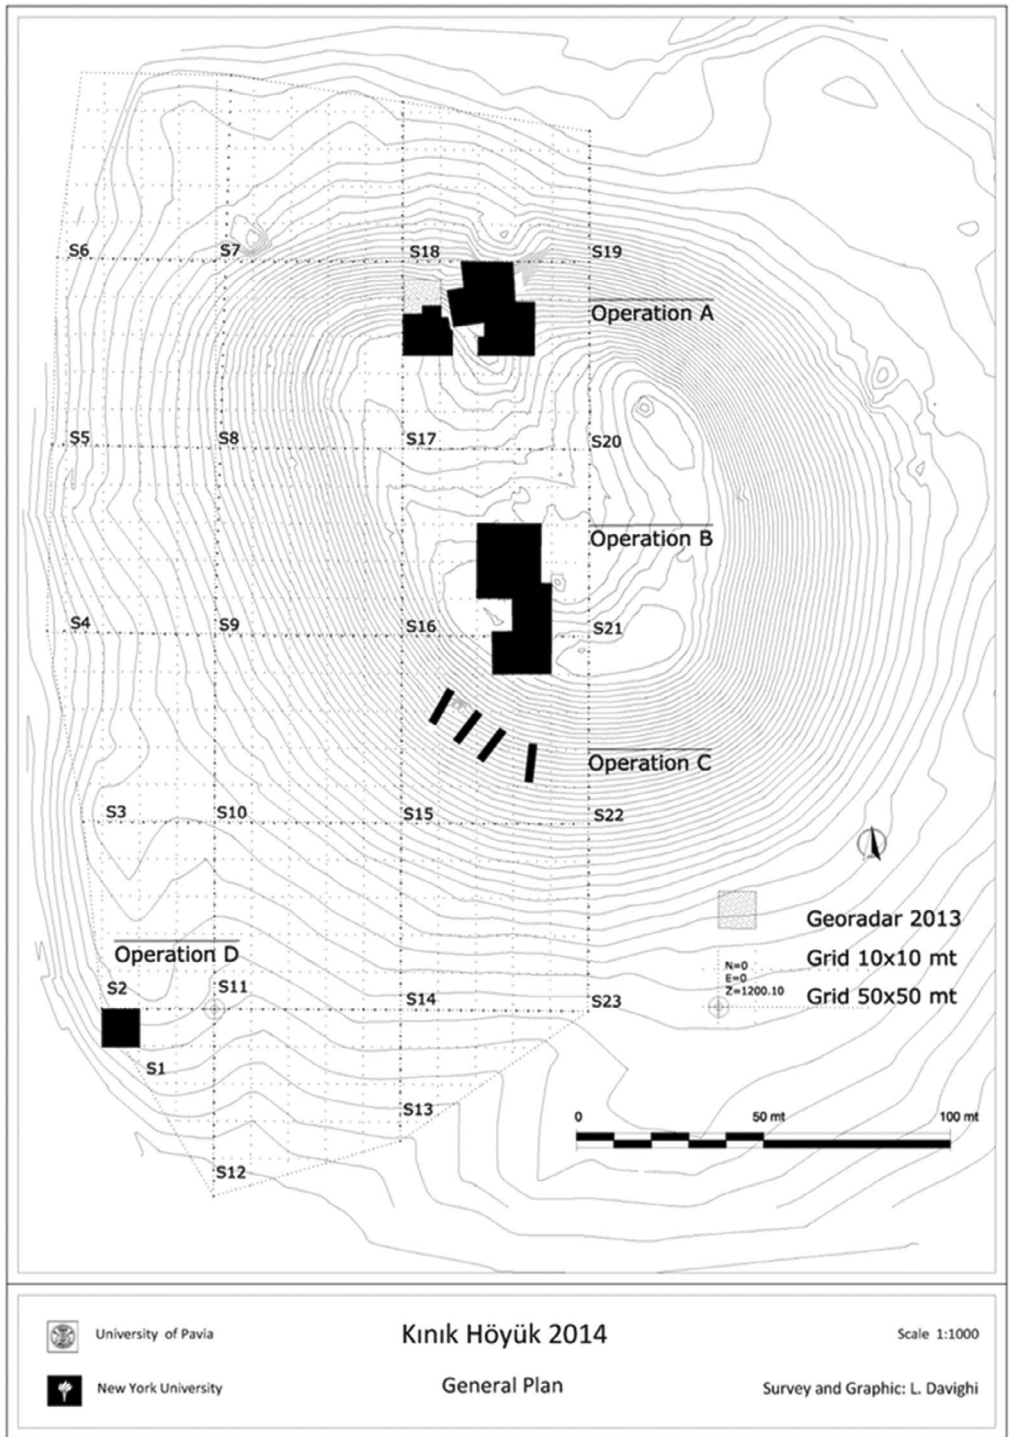 S6
S7
S18
S19
Operation A
S5
S8
S17
S20
Operation B
S4
S9
S16
S21
Operation C
S3
S10
S15
S22
Georadar 2013
Operation D
Grid 10x10 mt
N=0
E=0
Z=1200.10
S2
S11
S14
S23
Grid 50x50 mt
S1
S13
0
50 mt
100 mt
S12
University of Pavia
Kınık Höyük 2014
Scale 1:1000
New York University
General Plan
Survey and Graphic: L. Davighi